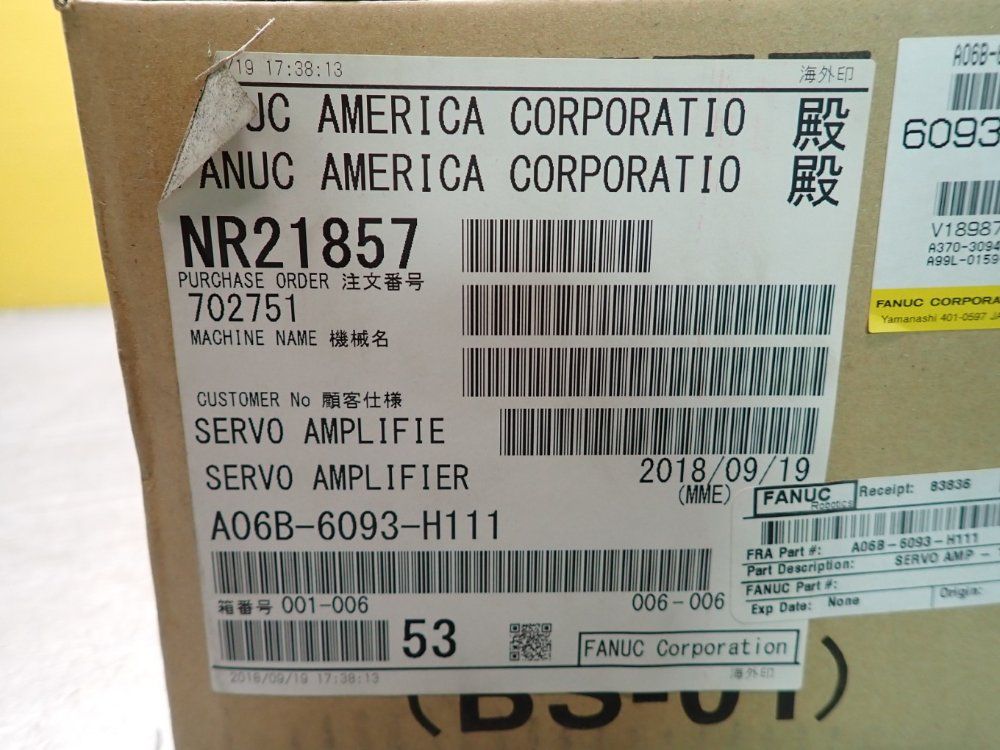 /19 17:38:13 海外印
UC AMERICA CORPORATIO 殿
ANUC AMERICA CORPORATIO 殿
NR21857
PURCHASE ORDER 注文番号
702751
MACHINE NAME 機械名
CUSTOMER No 顧客仕様
SERVO AMPLIFIE
SERVO AMPLIFIER
2018/09/19
(MME)
A06B-6093-H111
箱番号 001-006 006-006
53
FANUC Corporation
2018/09/19 17:38:13 海外印
(BS-01)
A06B-6
6093
V18987
A370-3094
A99L-0159
FANUC CORPORA
Yamanashi 401-0597 JA
FANUC Robotics
Receipt: 83836
FRA Part #: A06B-6093-H111
Part Description: SERVO AMP -
FANUC Part #:
Exp Date: None
Origin: